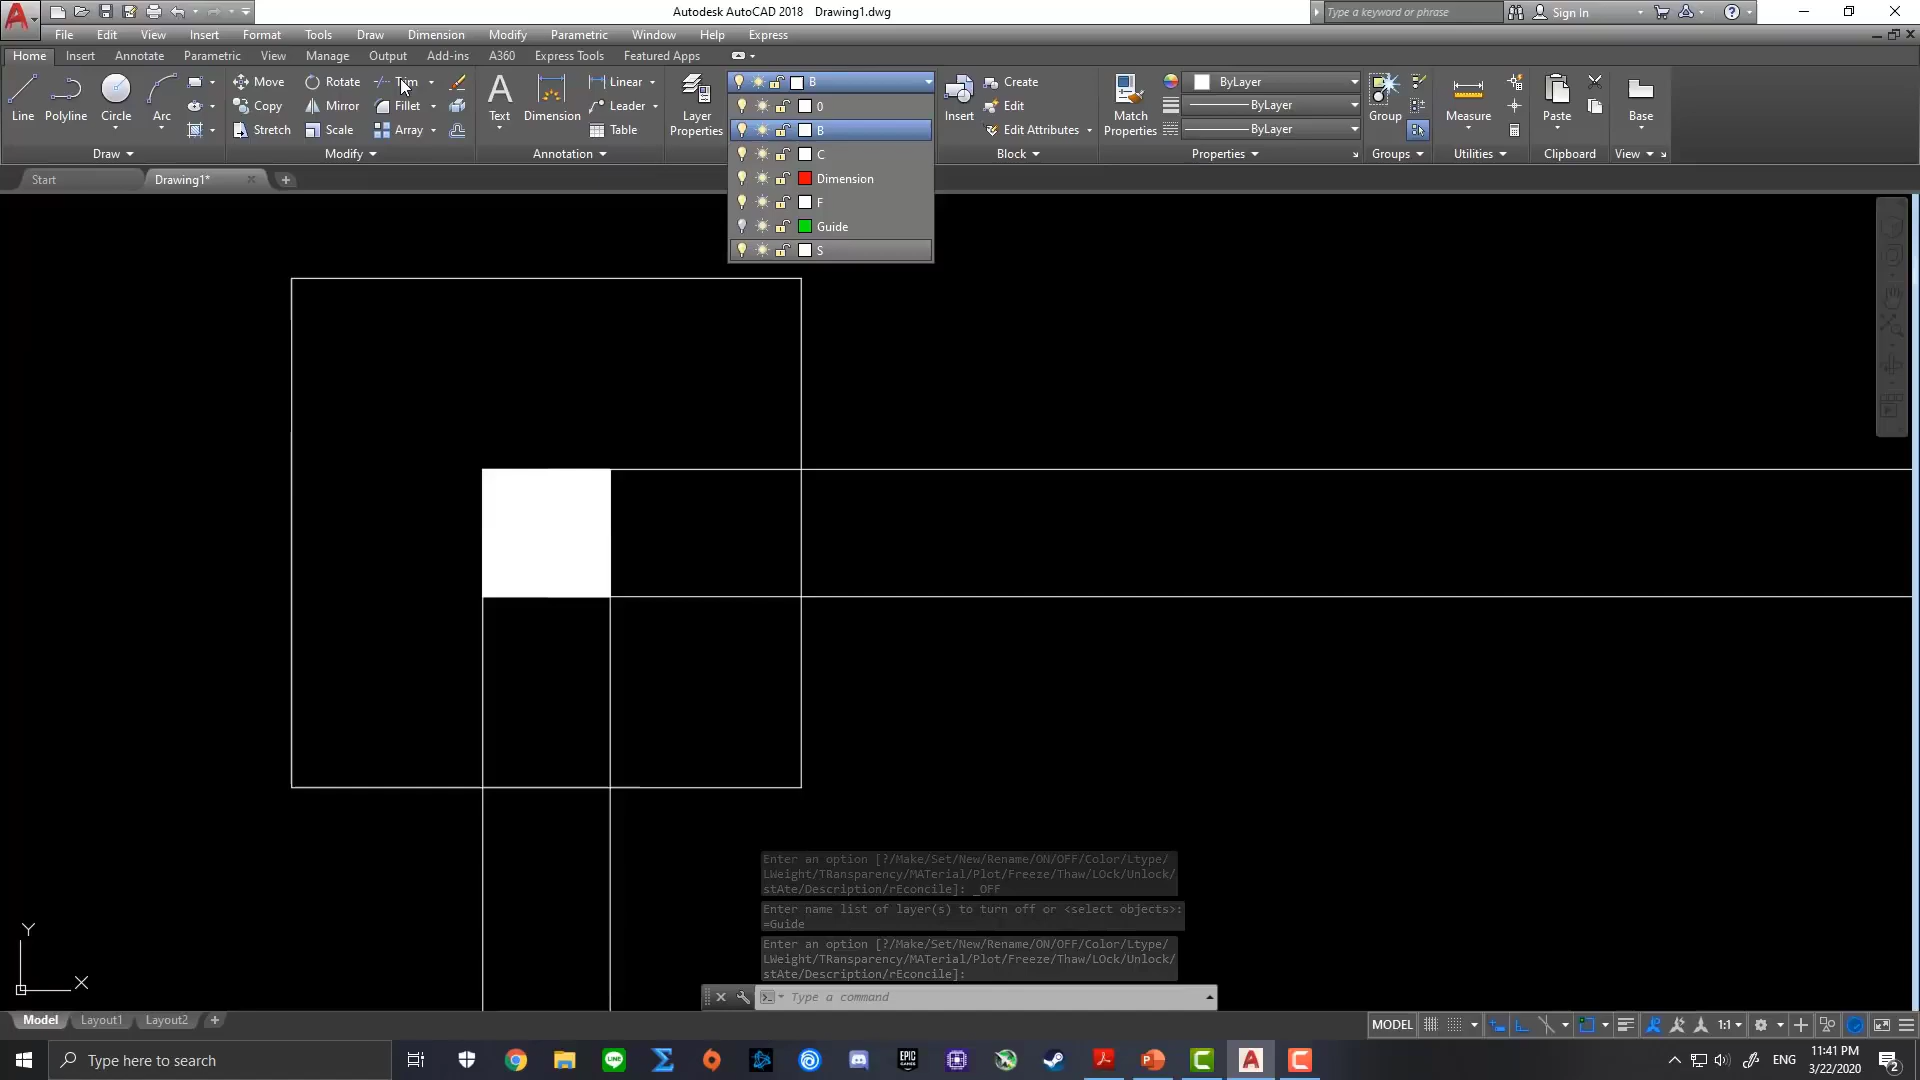 Autodesk AutoCAD 2018 Drawing1.dwg
Type a keyword or phrase
Sign In
File Edit View Insert Format Tools Draw Dimension Modify Parametric Window Help Express
Home Insert Annotate Parametric View Manage Output Add-ins A360 Express Tools Featured Apps
Line Polyline Circle Arc
Draw
Move Rotate Trim
Copy Mirror Fillet
Stretch Scale Array
Modify
Text Dimension
Linear
Leader
Table
Annotation
Layer
Properties
B
0
B
C
Dimension
F
Guide
S
Insert
Create
Edit
Edit Attributes
Block
Match
Properties
ByLayer
ByLayer
ByLayer
Properties
Group
Groups
Measure
Utilities
Paste
Clipboard
Base
View
Start Drawing1*
Enter an option [?/Make/Set/New/Rename/ON/OFF/Color/Ltype/
LWeight/TRansparency/MATerial/Plot/Freeze/Thaw/LOck/Unlock/
stAte/Description/rEconcile]: _OFF
Enter name list of layer(s) to turn off or <select objects>:
=Guide
Enter an option [?/Make/Set/New/Rename/ON/OFF/Color/Ltype/
LWeight/TRansparency/MATerial/Plot/Freeze/Thaw/LOck/Unlock/
stAte/Description/rEconcile]:
Y
X
Type a command
Model Layout1 Layout2
MODEL 1:1
Type here to search
EPIC
GAMES
ENG
11:41 PM
3/22/2020
2